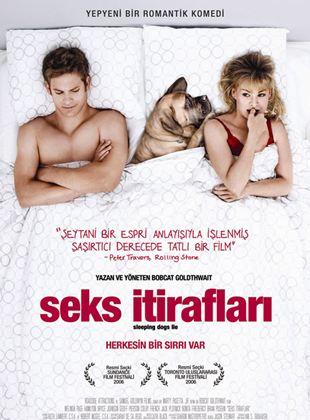 YEPYENİ BİR ROMANTİK KOMEDİ
"ŞEYTANİ BİR ESPRİ ANLAYIŞIYLA İŞLENMİŞ
ŞAŞIRTICI DERECEDE TATLI BİR FİLM"
-Peter Travers, Rolling Stone
YAZAN VE YÖNETEN BOBCAT GOLDTHWAIT
seks itirafları
sleeping dogs lie
HERKESİN BİR SIRRI VAR
Resmi Seçki
SUNDANCE
FİLM FESTİVALİ
2006
Resmi Seçki
TORONTO ULUSLARARASI
FİLM FESTİVALİ
2006